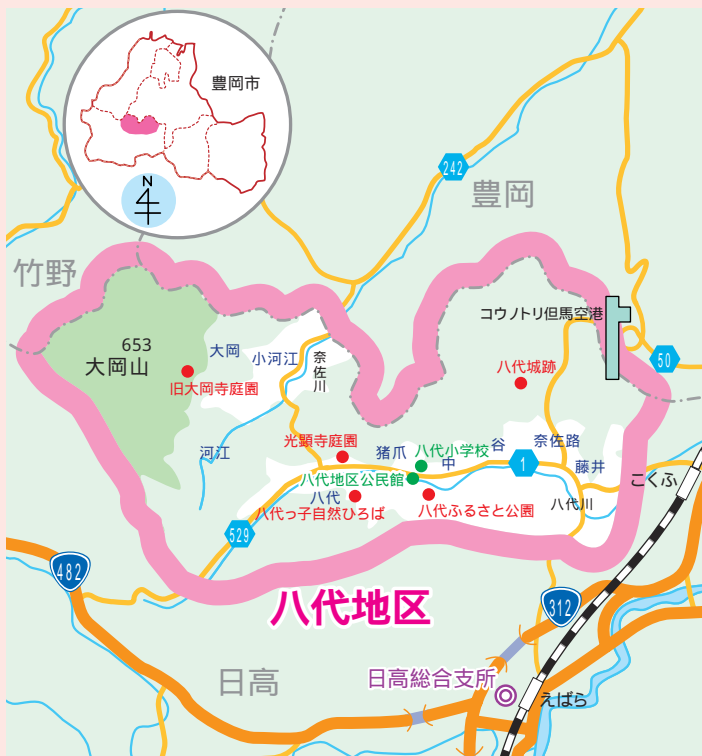 豊岡市
N
242
豊岡
竹野
コウノトリ但馬空港
653
大岡山
大岡
小河江
奈佐川
50
旧大岡寺庭園
八代城跡
光顕寺庭園
猪爪
八代小学校
中
谷
奈佐路
河江
1
藤井
こくふ
八代地区公民館
八代
八代川
八代っ子自然ひろば
八代ふるさと公園
529
482
八代地区
312
日高
日高総合支所
えばら